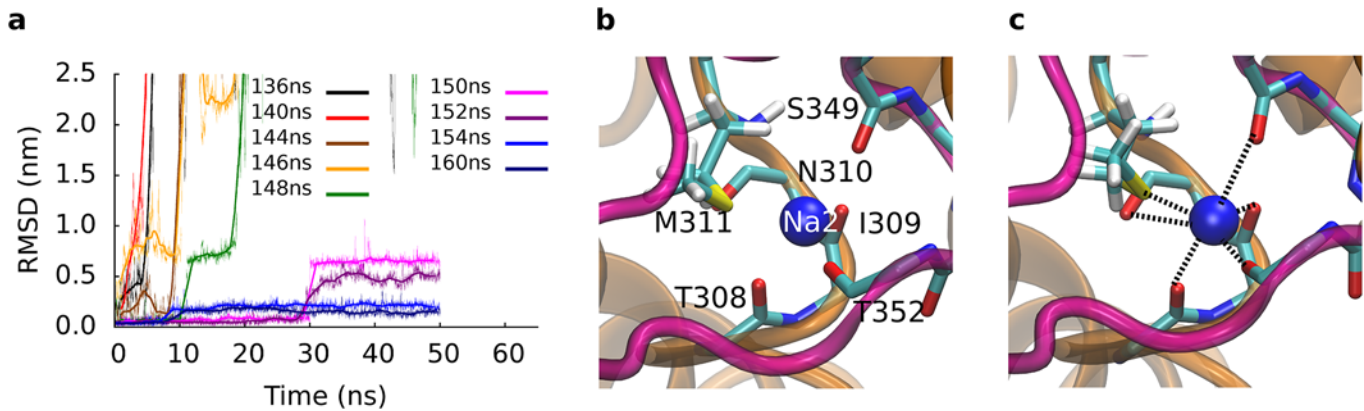 a
b
c
RMSD (nm)
2.5
2.0
1.5
1.0
0.5
0.0
136ns
140ns
144ns
146ns
148ns
150ns
152ns
154ns
160ns
0 10 20 30 40 50 60
Time (ns)
S349
N310
M311
Na2
I309
T308
T352